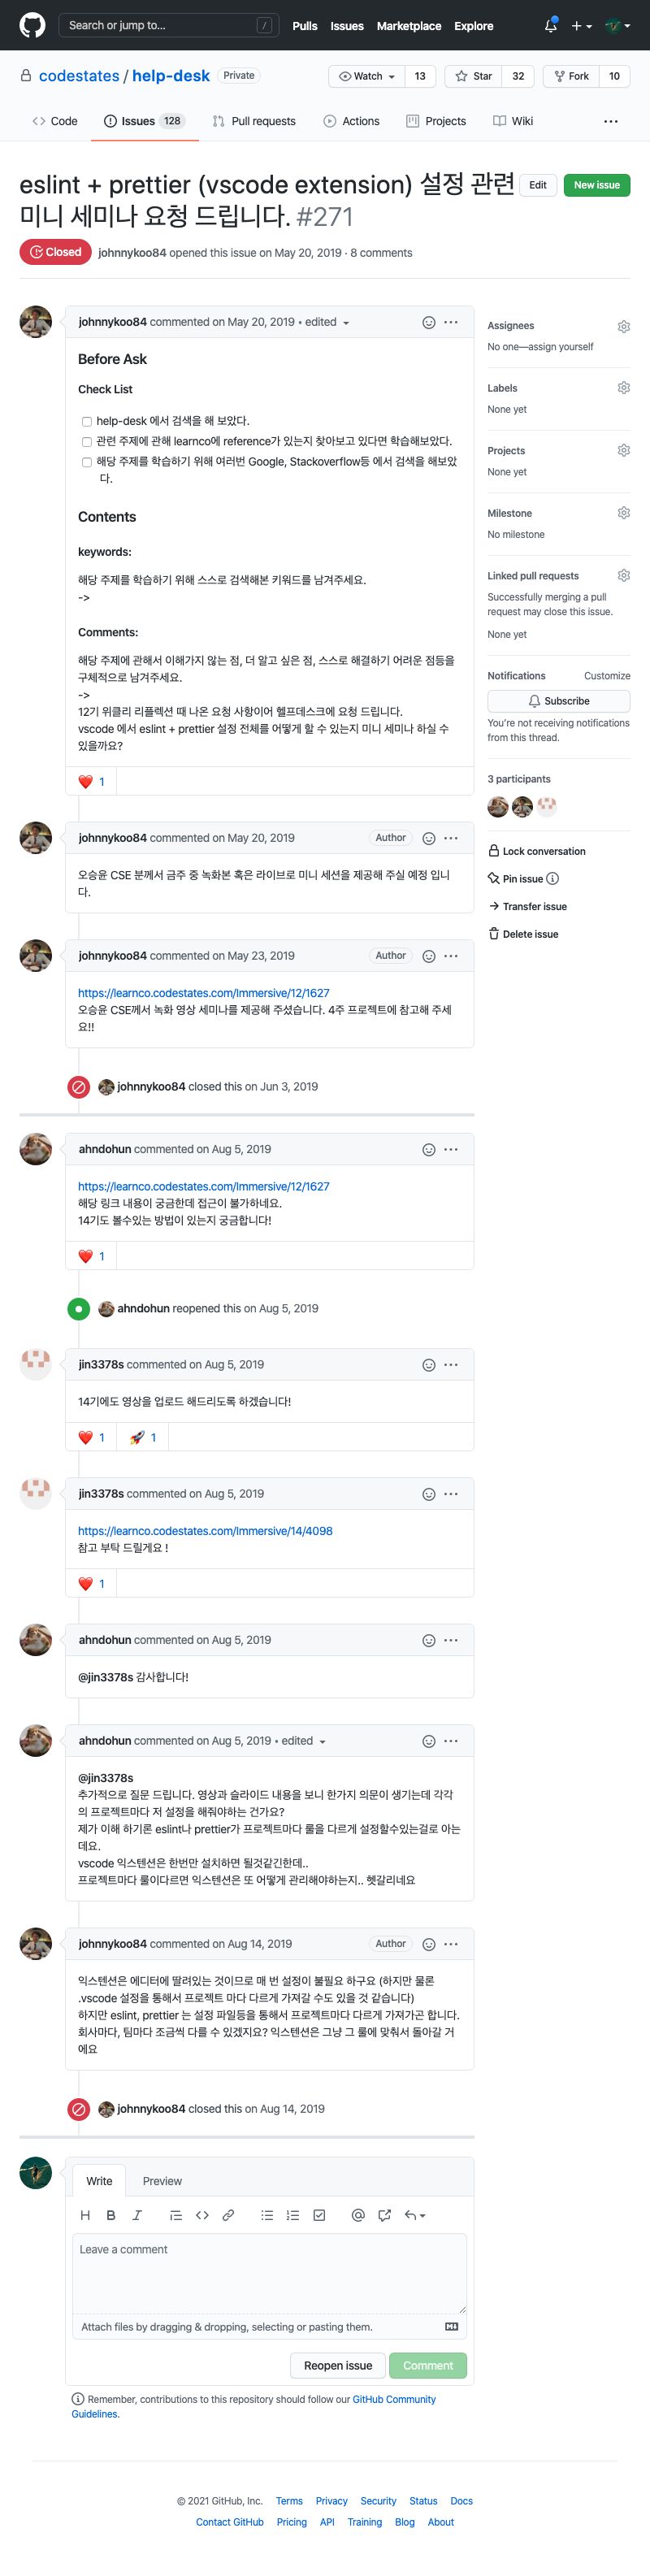 Search or jump to... /
Pulls Issues Marketplace Explore
codestates / help-desk Private
Watch 13 Star 32 Fork 10
Code Issues 128 Pull requests Actions Projects Wiki
eslint + prettier (vscode extension) 설정 관련
미니 세미나 요청 드립니다. #271
Edit New issue
Closed johnnykoo84 opened this issue on May 20, 2019 · 8 comments
johnnykoo84 commented on May 20, 2019 • edited
Before Ask
Check List
help-desk 에서 검색을 해 보았다.
관련 주제에 관해 learnco에 reference가 있는지 찾아보고 있다면 학습해보았다.
해당 주제를 학습하기 위해 여러번 Google, Stackoverflow등 에서 검색을 해보았
다.
Contents
keywords:
해당 주제를 학습하기 위해 스스로 검색해본 키워드를 남겨주세요.
->
Comments:
해당 주제에 관해서 이해가지 않는 점, 더 알고 싶은 점, 스스로 해결하기 어려운 점등을
구체적으로 남겨주세요.
->
12기 위클리 리플렉션 때 나온 요청 사항이어 헬프데스크에 요청 드립니다.
vscode 에서 eslint + prettier 설정 전체를 어떻게 할 수 있는지 미니 세미나 하실 수
있을까요?
1
Assignees
No one—assign yourself
Labels
None yet
Projects
None yet
Milestone
No milestone
Linked pull requests
Successfully merging a pull
request may close this issue.
None yet
Notifications Customize
Subscribe
You're not receiving notifications
from this thread.
3 participants
Lock conversation
Pin issue
Transfer issue
Delete issue
johnnykoo84 commented on May 20, 2019 Author
오승윤 CSE 분께서 금주 중 녹화본 혹은 라이브로 미니 세션을 제공해 주실 예정 입니
다.
johnnykoo84 commented on May 23, 2019 Author
https://learnco.codestates.com/Immersive/12/1627
오승윤 CSE께서 녹화 영상 세미나를 제공해 주셨습니다. 4주 프로젝트에 참고해 주세
요!!
johnnykoo84 closed this on Jun 3, 2019
ahndohun commented on Aug 5, 2019
https://learnco.codestates.com/Immersive/12/1627
해당 링크 내용이 궁금한데 접근이 불가하네요.
14기도 볼수있는 방법이 있는지 궁금합니다!
1
ahndohun reopened this on Aug 5, 2019
jin3378s commented on Aug 5, 2019
14기에도 영상을 업로드 해드리도록 하겠습니다!
1 1
jin3378s commented on Aug 5, 2019
https://learnco.codestates.com/Immersive/14/4098
참고 부탁 드릴게요 !
1
ahndohun commented on Aug 5, 2019
@jin3378s 감사합니다!
ahndohun commented on Aug 5, 2019 • edited
@jin3378s
추가적으로 질문 드립니다. 영상과 슬라이드 내용을 보니 한가지 의문이 생기는데 각각
의 프로젝트마다 저 설정을 해줘야하는 건가요?
제가 이해 하기론 eslint나 prettier가 프로젝트마다 룰을 다르게 설정할수있는걸로 아는
데요.
vscode 익스텐션은 한번만 설치하면 될것같긴한데..
프로젝트마다 룰이다르면 익스텐션은 또 어떻게 관리해야하는지.. 헷갈리네요
johnnykoo84 commented on Aug 14, 2019 Author
익스텐션은 에디터에 딸려있는 것이므로 매 번 설정이 불필요 하구요 (하지만 물론
.vscode 설정을 통해서 프로젝트 마다 다르게 가져갈 수도 있을 것 같습니다)
하지만 eslint, prettier 는 설정 파일등을 통해서 프로젝트마다 다르게 가져가곤 합니다.
회사마다, 팀마다 조금씩 다를 수 있겠지요? 익스텐션은 그냥 그 룰에 맞춰서 돌아갈 거
에요
johnnykoo84 closed this on Aug 14, 2019
Write Preview
H B I
Leave a comment
Attach files by dragging & dropping, selecting or pasting them.
Reopen issue Comment
Remember, contributions to this repository should follow our GitHub Community
Guidelines.
© 2021 GitHub, Inc. Terms Privacy Security Status Docs
Contact GitHub Pricing API Training Blog About